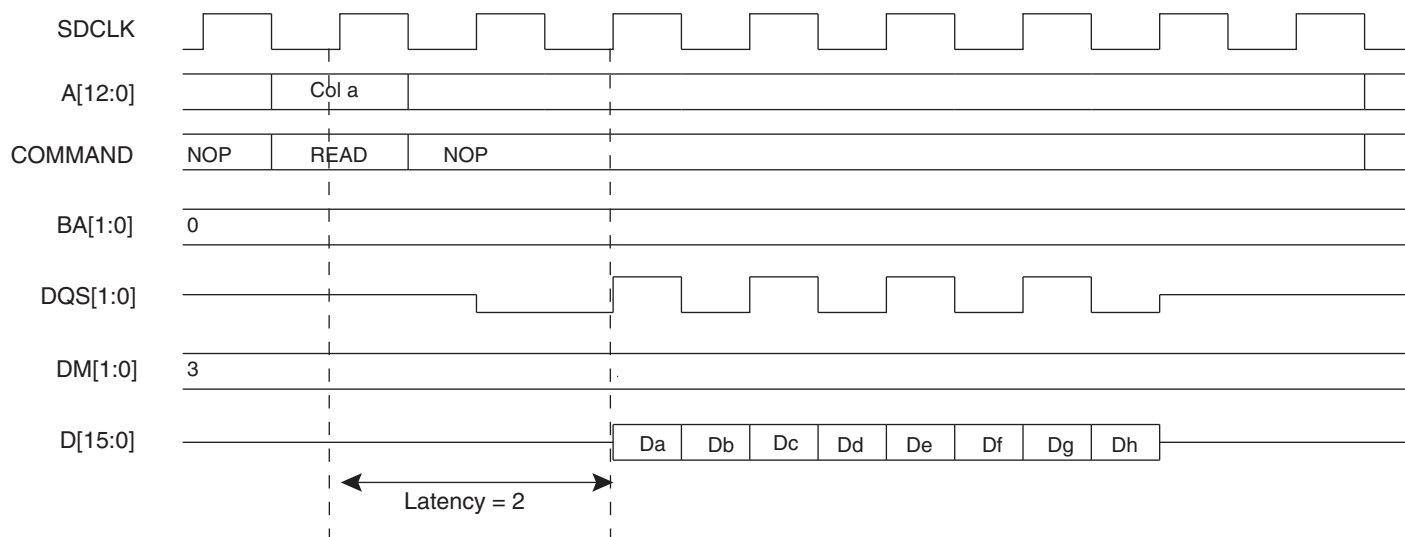 SDCLK
A[12:0]
Col a
COMMAND
NOP
READ
NOP
BA[1:0]
0
DQS[1:0]
DM[1:0]
3
D[15:0]
Da
Db
Dc
Dd
De
Df
Dg
Dh
Latency = 2